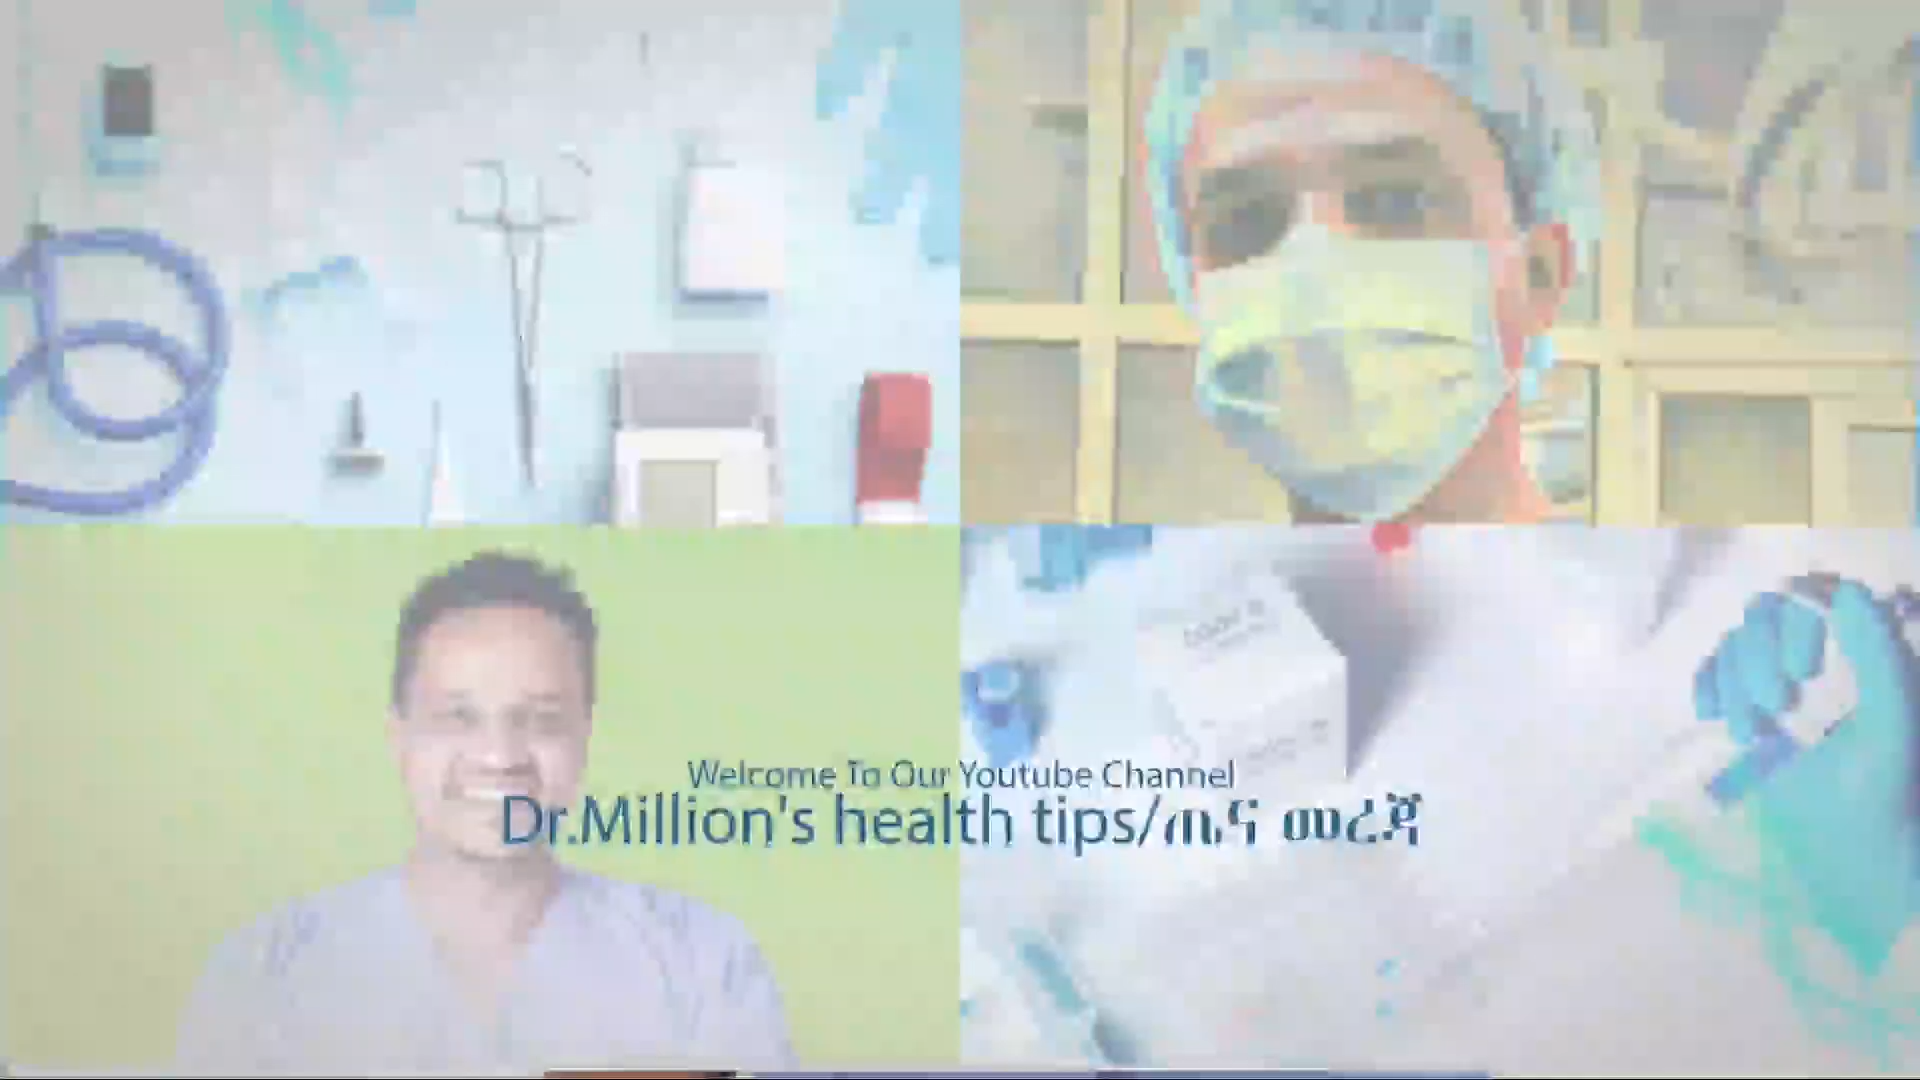 Welcome To Our Youtube Channel
Dr.Million's health tips/ጤና መረጃ